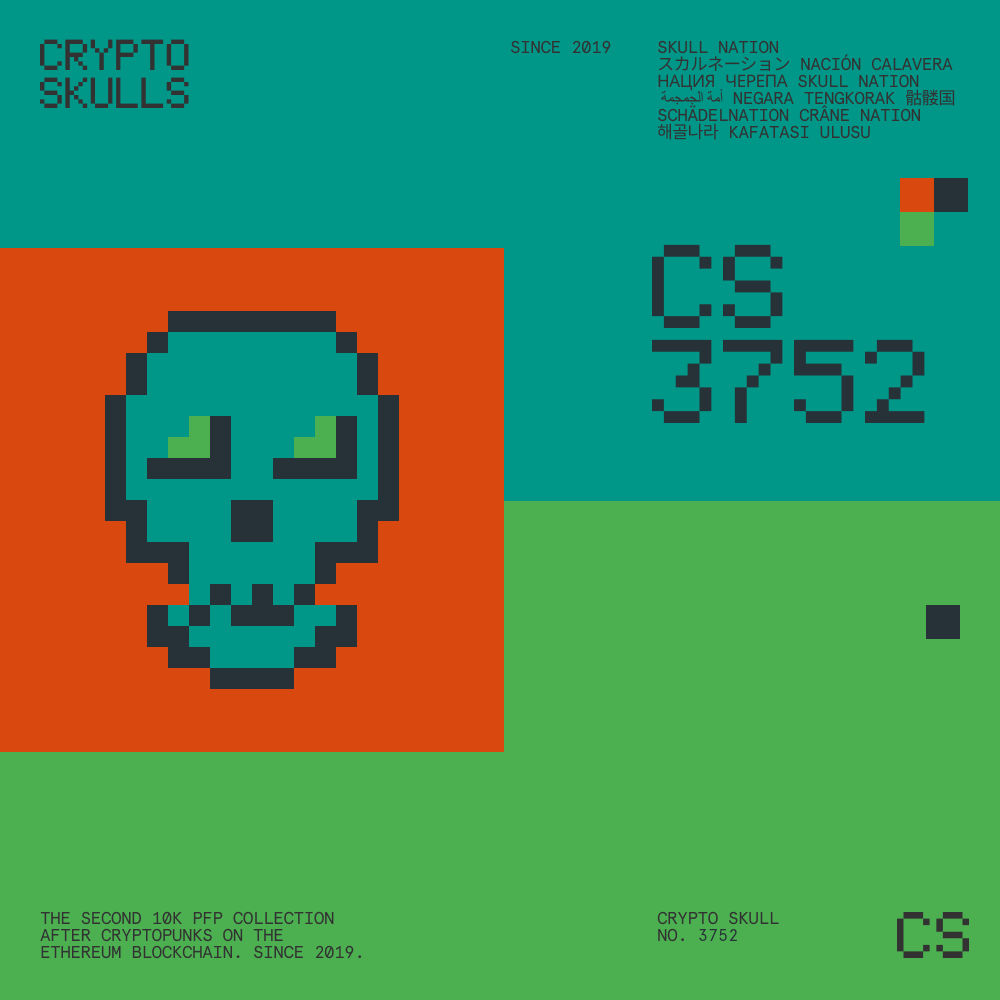 CRYPTO
SKULLS
SINCE 2019
SKULL NATION
スカルネーション NACIÓN CALAVERA
НАЦИЯ ЧЕРЕПА SKULL NATION
أمة الجمجمة NEGARA TENGKORAK 骷髅国
SCHÄDELNATION CRÂNE NATION
해골나라 KAFATASI ULUSU
CS
3752
THE SECOND 10K PFP COLLECTION
AFTER CRYPTOPUNKS ON THE
ETHEREUM BLOCKCHAIN. SINCE 2019.
CRYPTO SKULL
NO. 3752
CS